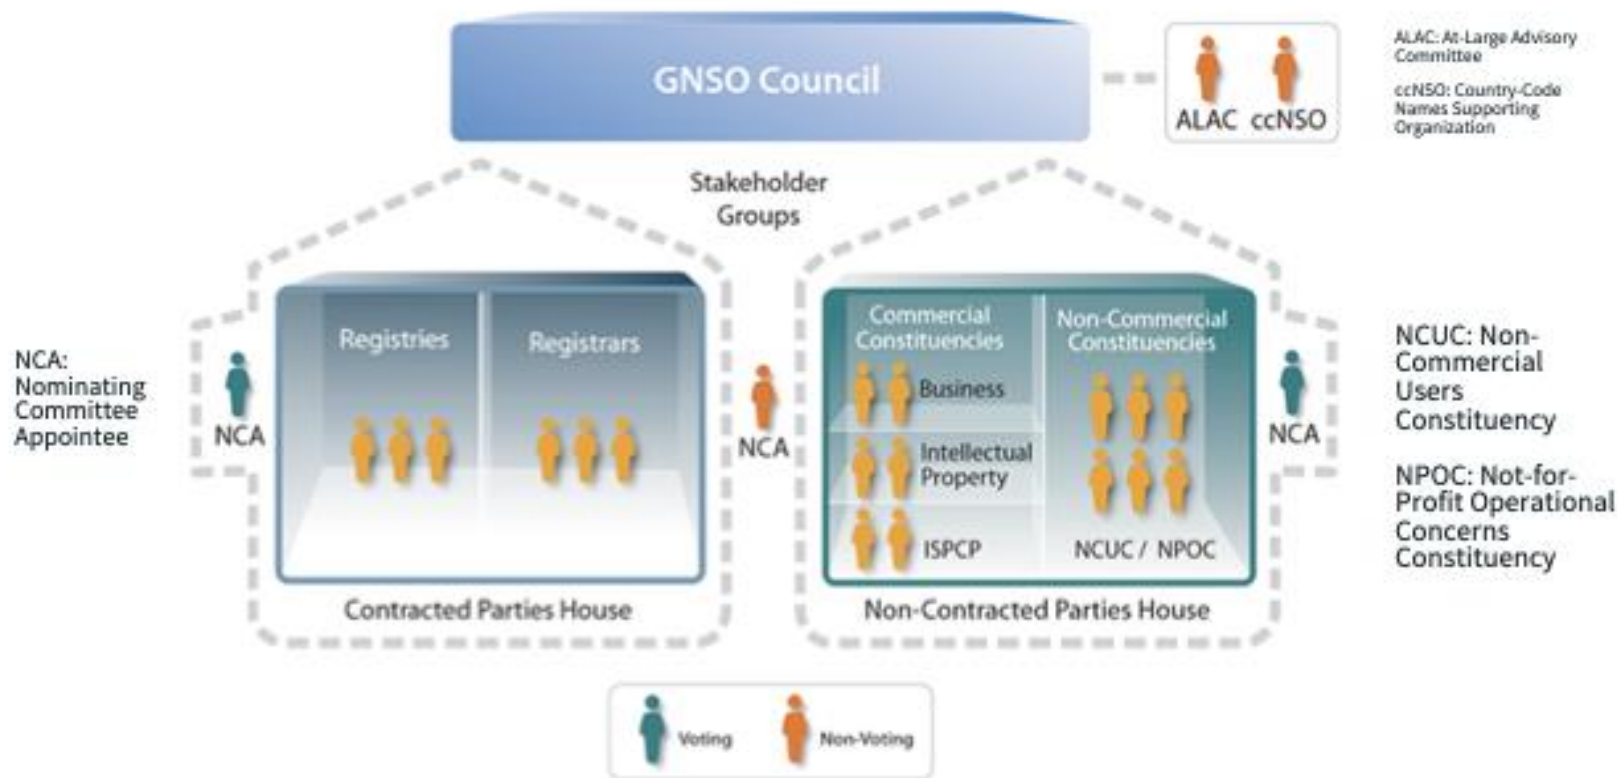 GNSO Council
ALAC ccNSO
ALAC: At-Large Advisory
Committee
ccNSO: Country-Code
Names Supporting
Organization
Stakeholder
Groups
NCA:
Nominating
Committee
Appointee
NCA
Registries
Registrars
NCA
Commercial
Constituencies
Business
Intellectual
Property
ISPCP
Non-Commercial
Constituencies
NCUC / NPOC
NCA
NCUC: Non-
Commercial
Users
Constituency
NPOC: Not-for-
Profit Operational
Concerns
Constituency
Contracted Parties House
Non-Contracted Parties House
Voting
Non-Voting